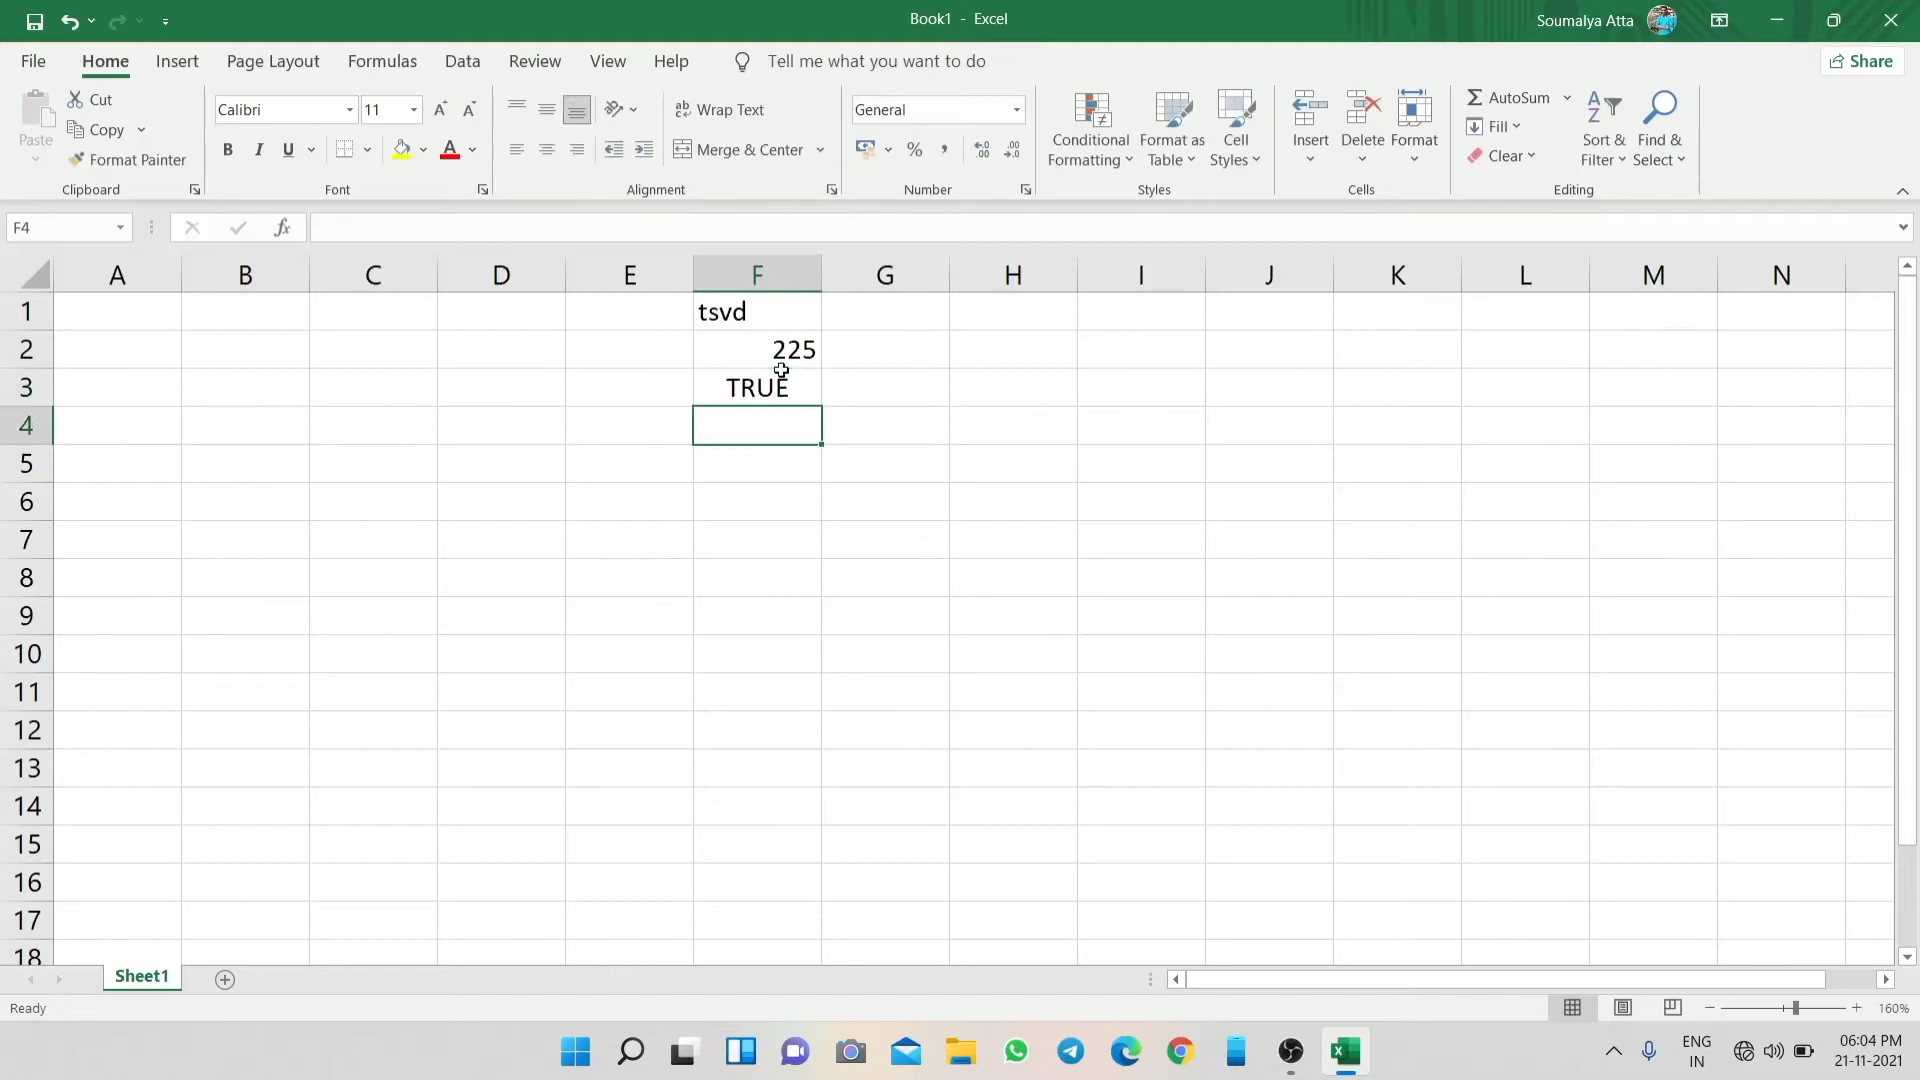 Book1 - Excel
Soumalya Atta
File Home Insert Page Layout Formulas Data Review View Help Tell me what you want to do
Share
Paste
Cut
Copy
Format Painter
Clipboard
Calibri 11
B I U
Font
Wrap Text
Merge & Center
Alignment
General
Number
Conditional Formatting
Format as Table
Cell Styles
Styles
Insert Delete Format
Cells
AutoSum
Fill
Clear
Sort & Filter
Find & Select
Editing
F4
fx
A B C D E F G H I J K L M N
1 tsvd
2 225
3 TRUE
4
5
6
7
8
9
10
11
12
13
14
15
16
17
18
Sheet1
Ready
160%
ENG IN
06:04 PM
21-11-2021